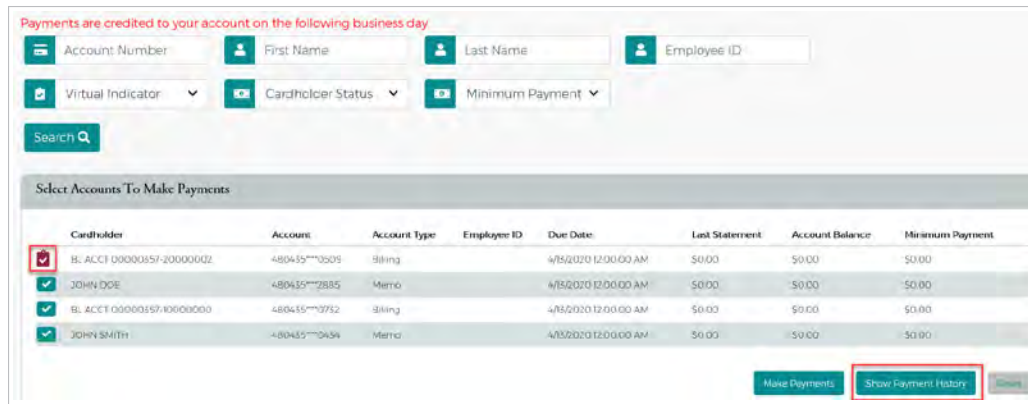 Payments are credited to your account on the following business day
Account Number First Name Last Name Employee ID
Virtual Indicator Cardholder Status Minimum Payment
Search
Select Accounts To Make Payments
Cardholder Account Account Type Employee ID Due Date Last Statement Account Balance Minimum Payment
BL ACCT 00000357-20000002 480435***0509 Billing 4/15/2020 12:00:00 AM $0.00 $0.00 $0.00
JOHN DOE 480435***2885 Memo 4/15/2020 12:00:00 AM $0.00 $0.00 $0.00
BL ACCT 00000357-10000000 480435***0732 Billing 4/15/2020 12:00:00 AM $0.00 $0.00 $0.00
JOHN SMITH 480435***0434 Memo 4/15/2020 12:00:00 AM $0.00 $0.00 $0.00
Make Payments Show Payment History